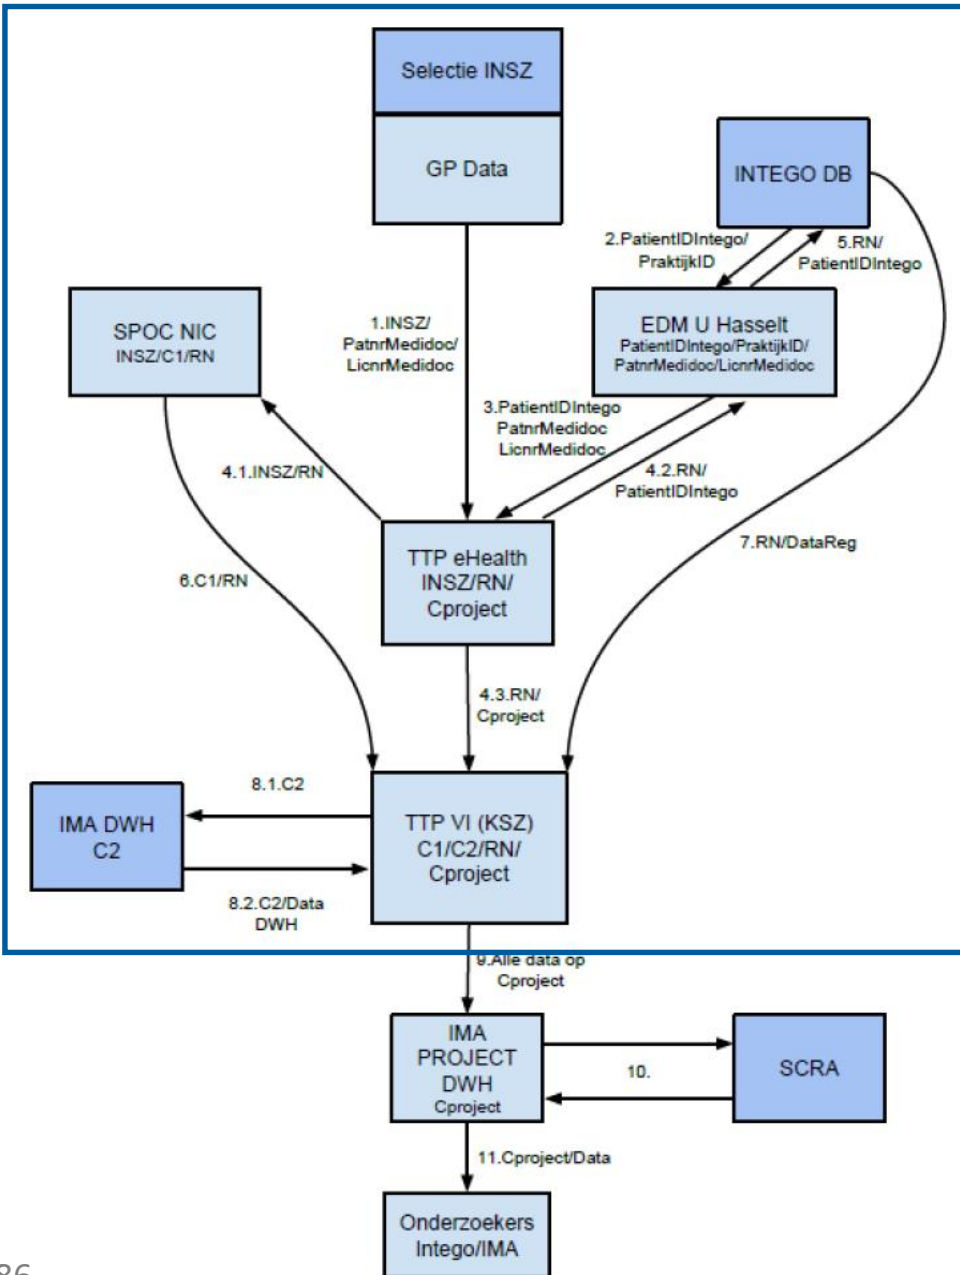 Selectie INSZ
GP Data
INTEGO DB
2.PatientIDIntego/
PraktijkID
5.RN/
PatientIDIntego
SPOC NIC
INSZ/C1/RN
1.INSZ/
PatnrMedidoc/
LicnrMedidoc
EDM U Hasselt
PatientIDIntego/PraktijkID/
PatnrMedidoc/LicnrMedidoc
3.PatientIDIntego
PatnrMedidoc
LicnrMedidoc
4.1.INSZ/RN
4.2.RN/
PatientIDIntego
TTP eHealth
INSZ/RN/
Cproject
7.RN/DataReg
6.C1/RN
4.3.RN/
Cproject
8.1.C2
IMA DWH
C2
TTP VI (KSZ)
C1/C2/RN/
Cproject
8.2.C2/Data
DWH
9.Alle data op
Cproject
IMA
PROJECT
DWH
Cproject
10.
SCRA
11.Cproject/Data
Onderzoekers
Intego/IMA
86